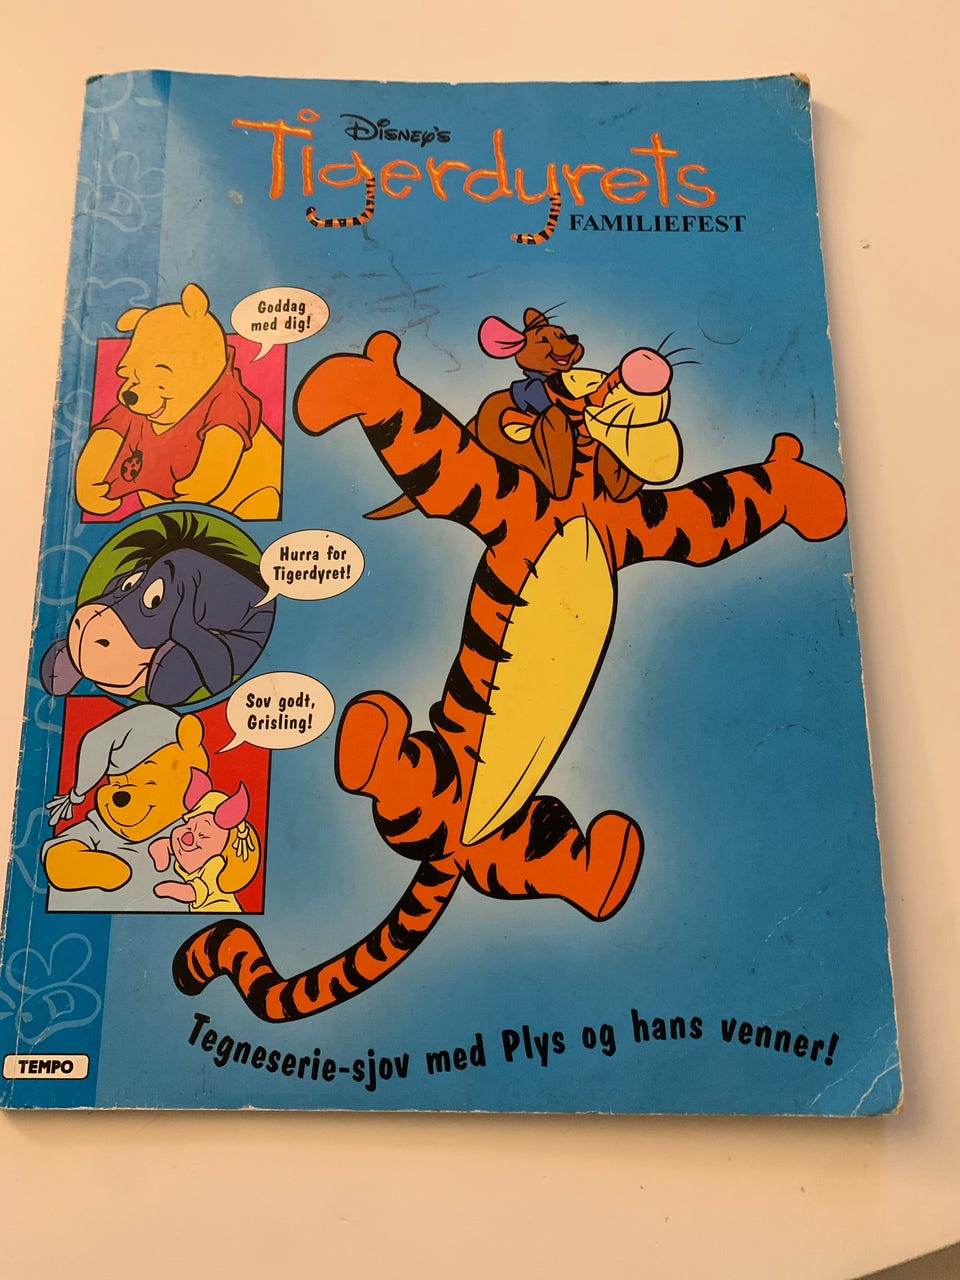 Disney's
Tigerdyrets
FAMILIEFEST
Goddag
med dig!
Hurra for
Tigerdyret!
Sov godt,
Grisling!
Tegneserie-sjov med Plys og hans venner!
TEMPO